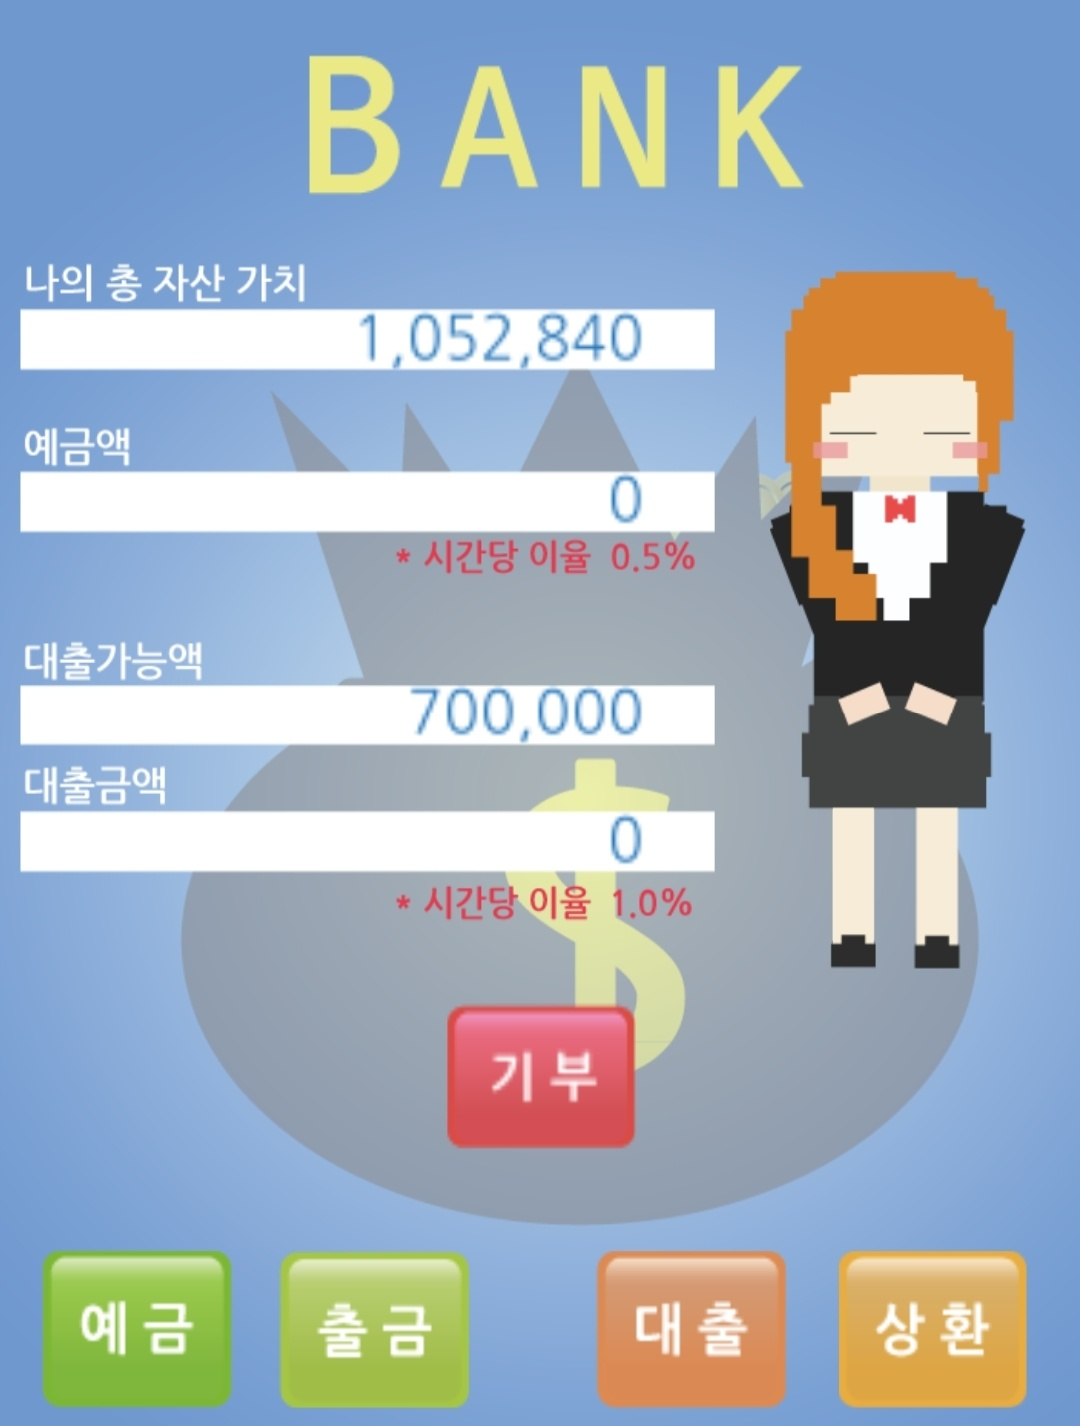 BANK
나의 총 자산 가치
1,052,840
예금액
0
* 시간당 이율 0.5%
대출가능액
700,000
대출금액
0
* 시간당 이율 1.0%
$
기부
예금 출금 대출 상환